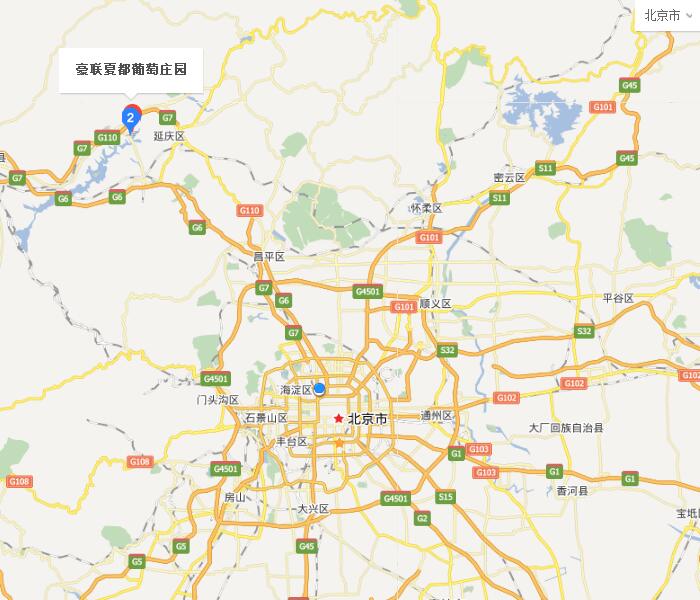 北京市
G45
豪联夏都葡萄庄园
G101
2
G7
延庆区
G110
G7
G45
县
S11
密云区
G7
G6
G6
S11
怀柔区
G110
G6
G101
昌平区
G7
G4501
G6
G101
顺义区
平谷区
G7
S32
S32
G4501
G102
G102
海淀区
门头沟区
G102
石景山区
北京市
通州区
丰台区
大厂回族自治县
G103
G1
G108
G4501
G103
G1
G1
G108
香河县
房山
G4501
S15
大兴区
宝坻
G2
G5
G45
G5